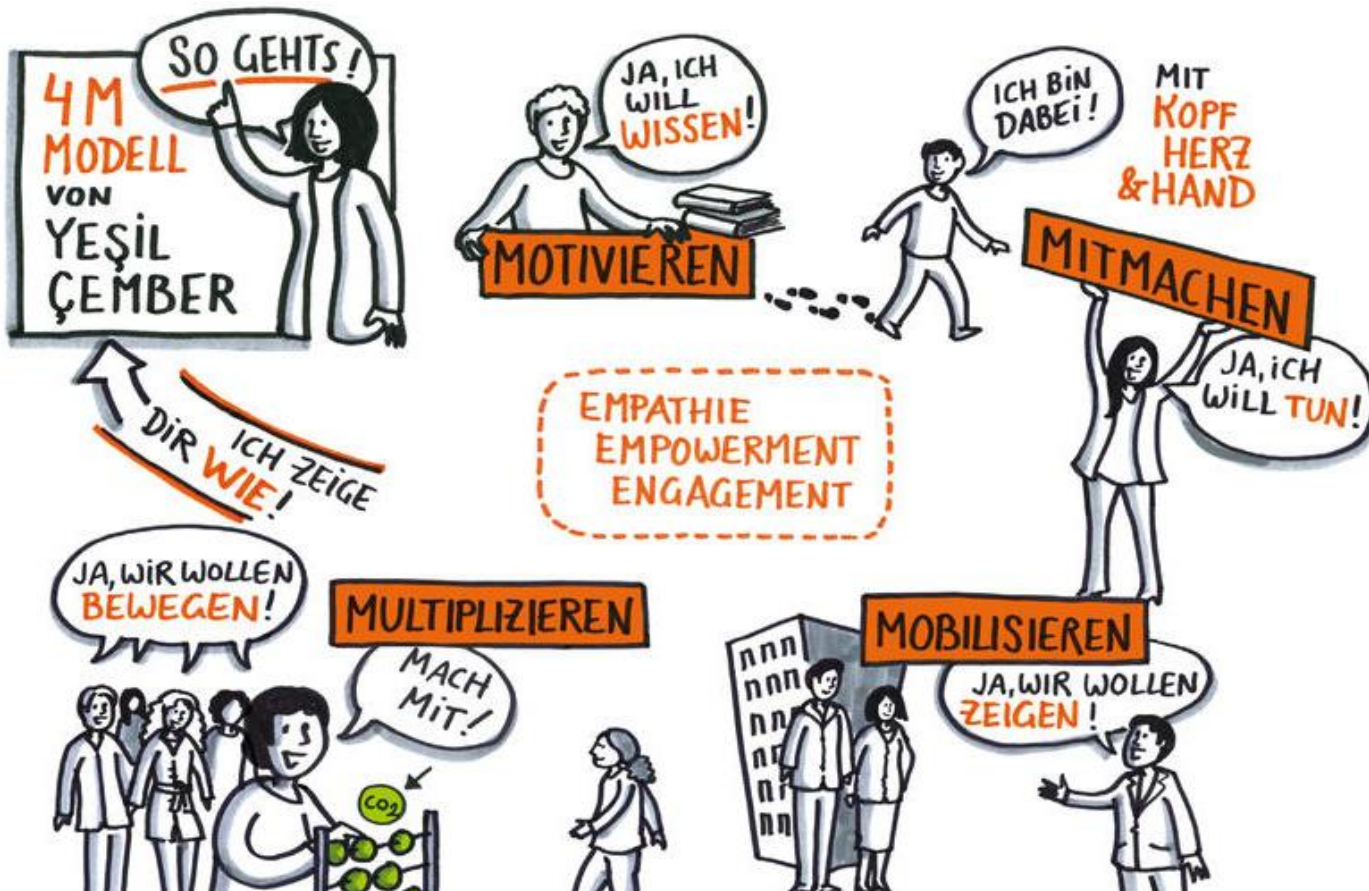 SO GEHTS!
4M
MODELL
VON
YEŞİL
ÇEMBER
JA, ICH
WILL
WISSEN!
MOTIVIEREN
ICH BIN
DABEI!
MIT
KOPF
HERZ
& HAND
MITMACHEN
JA, iCH
WiLL TUN!
EMPATHIE
EMPOWERMENT
ENGAGEMENT
ICH ZEIGE
DiR WIE!
JA, WiR WOLLEN
BEWEGEN!
MULTIPLIZIEREN
MACH
MiT!
CO2
MOBILISIEREN
JA, WIR WOLLEN
ZEIGEN!